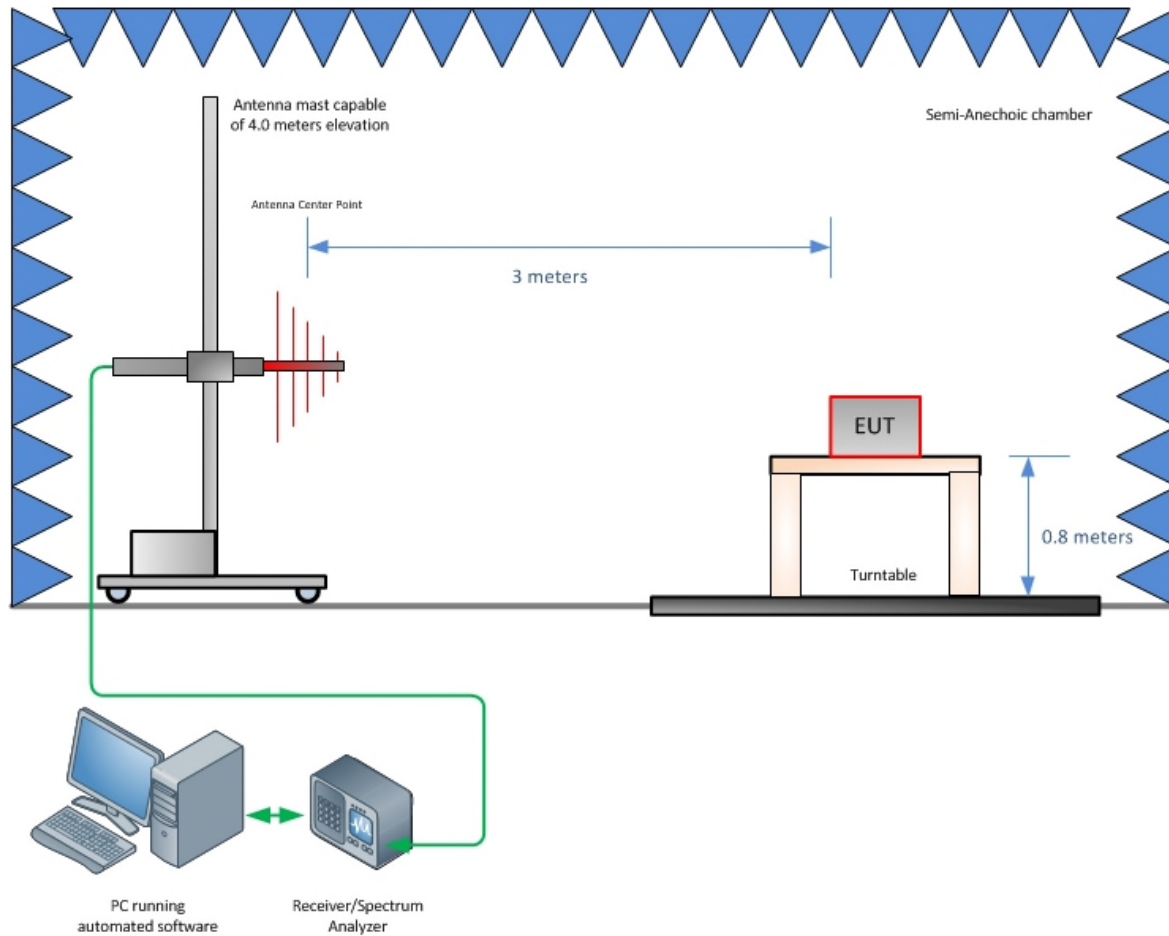 Antenna mast capable
of 4.0 meters elevation
Semi-Anechoic chamber
Antenna Center Point
3 meters
EUT
0.8 meters
Turntable
PC running
automated software
Receiver/Spectrum
Analyzer